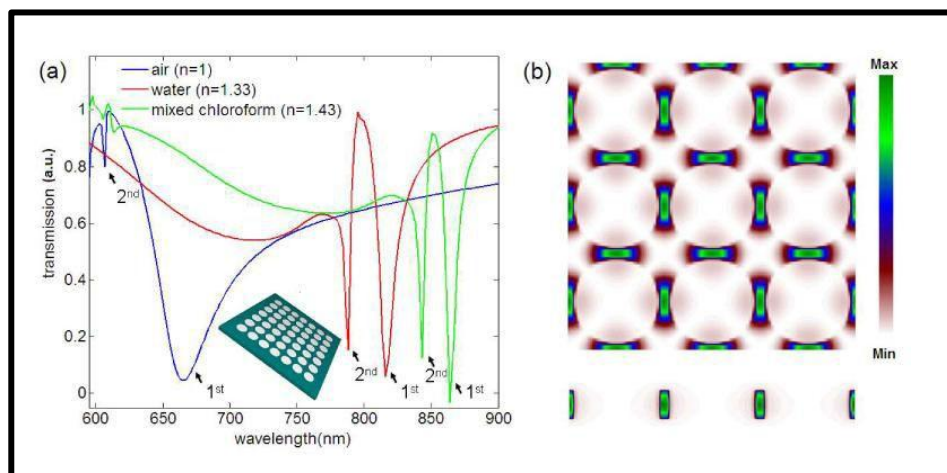 (a)
air (n=1)
water (n=1.33)
mixed chloroform (n=1.43)
1
0.8
0.6
0.4
0.2
0
transmission (a.u.)
2nd
1st
2nd
1st
2nd
1st
600
650
700
750
800
850
900
wavelength(nm)
(b)
Max
Min